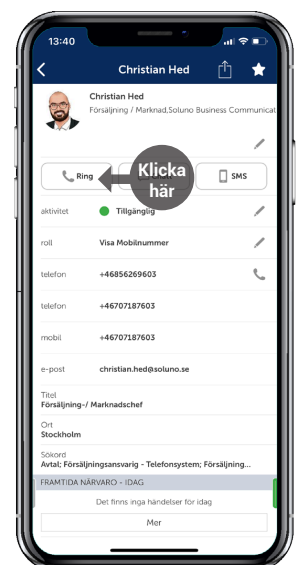 13:40
Christian Hed
Christian Hed
Försäljning / Marknad,Soluno Business Communicat
Ring
Klicka
här
SMS
aktivitet Tillgänglig
roll Visa Mobilnummer
telefon +46856269603
telefon +46707187603
mobil +46707187603
e-post christian.hed@soluno.se
Titel
Försäljning-/ Marknadschef
Ort
Stockholm
Sökord
Avtal; Försäljningsansvarig - Telefonsystem; Försäljning...
FRAMTIDA NÄRVARO - IDAG
Det finns inga händelser för idag
Mer